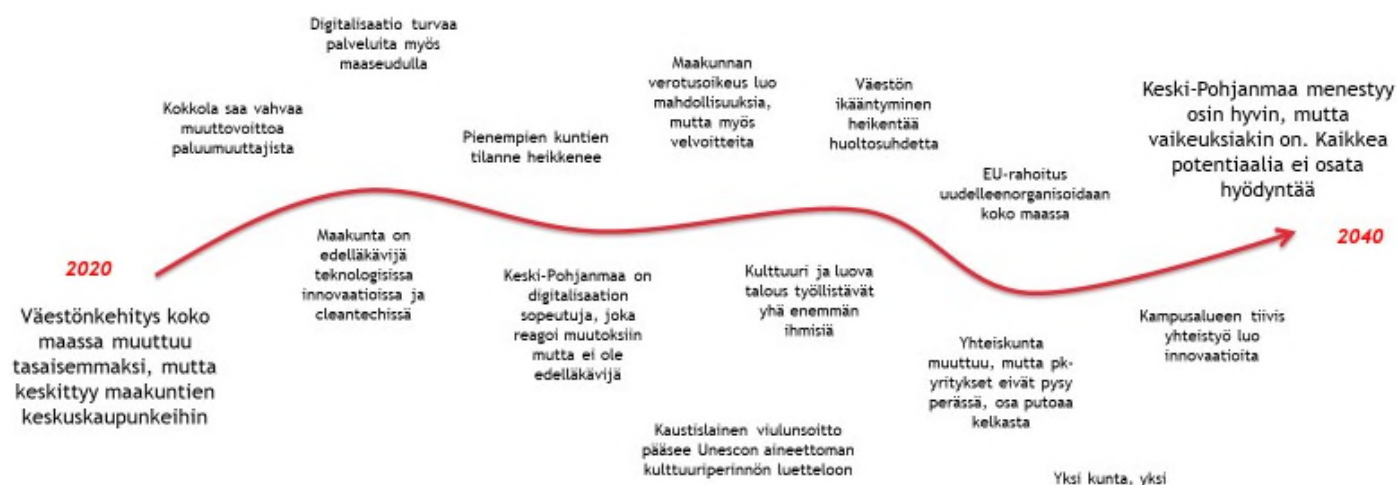 Digitalisaatio turvaa
palveluita myös
maaseudulla
Kokkola saa vahvaa
muuttovoittoa
paluumuuttajista
Pienempien kuntien
tilanne heikkenee
Maakunnan
verotusoikeus luo
mahdollisuuksia,
mutta myös
velvoitteita
Väestön
ikääntyminen
heikentää
huoltosuhdetta
EU-rahoitus
uudelleenorganisoidaan
koko maassa
Keski-Pohjanmaa menestyy
osin hyvin, mutta
vaikeuksiakin on. Kaikkea
potentiaalia ei osata
hyödyntää
2040
2020
Väestönkehitys koko
maassa muuttuu
tasaisemmaksi, mutta
keskittyy maakuntien
keskuskaupunkeihin
Maakunta on
edelläkävijä
teknologisissa
innovaatioissa ja
cleantechissä
Keski-Pohjanmaa on
digitalisaation
sopeutuja, joka
reagoi muutoksiin
mutta ei ole
edelläkävijä
Kulttuuri ja luova
talous työllistävät
yhä enemmän
ihmisiä
Kaustislainen viulunsoitto
pääsee Unescon aineettoman
kulttuuriperinnön luetteloon
Yhteiskunta
muuttuu, mutta pk-
yritykset eivät pysy
perässä, osa putoaa
kelkasta
Kampusalueen tiivis
yhteistyö luo
innovaatioita
Yksi kunta, yksi